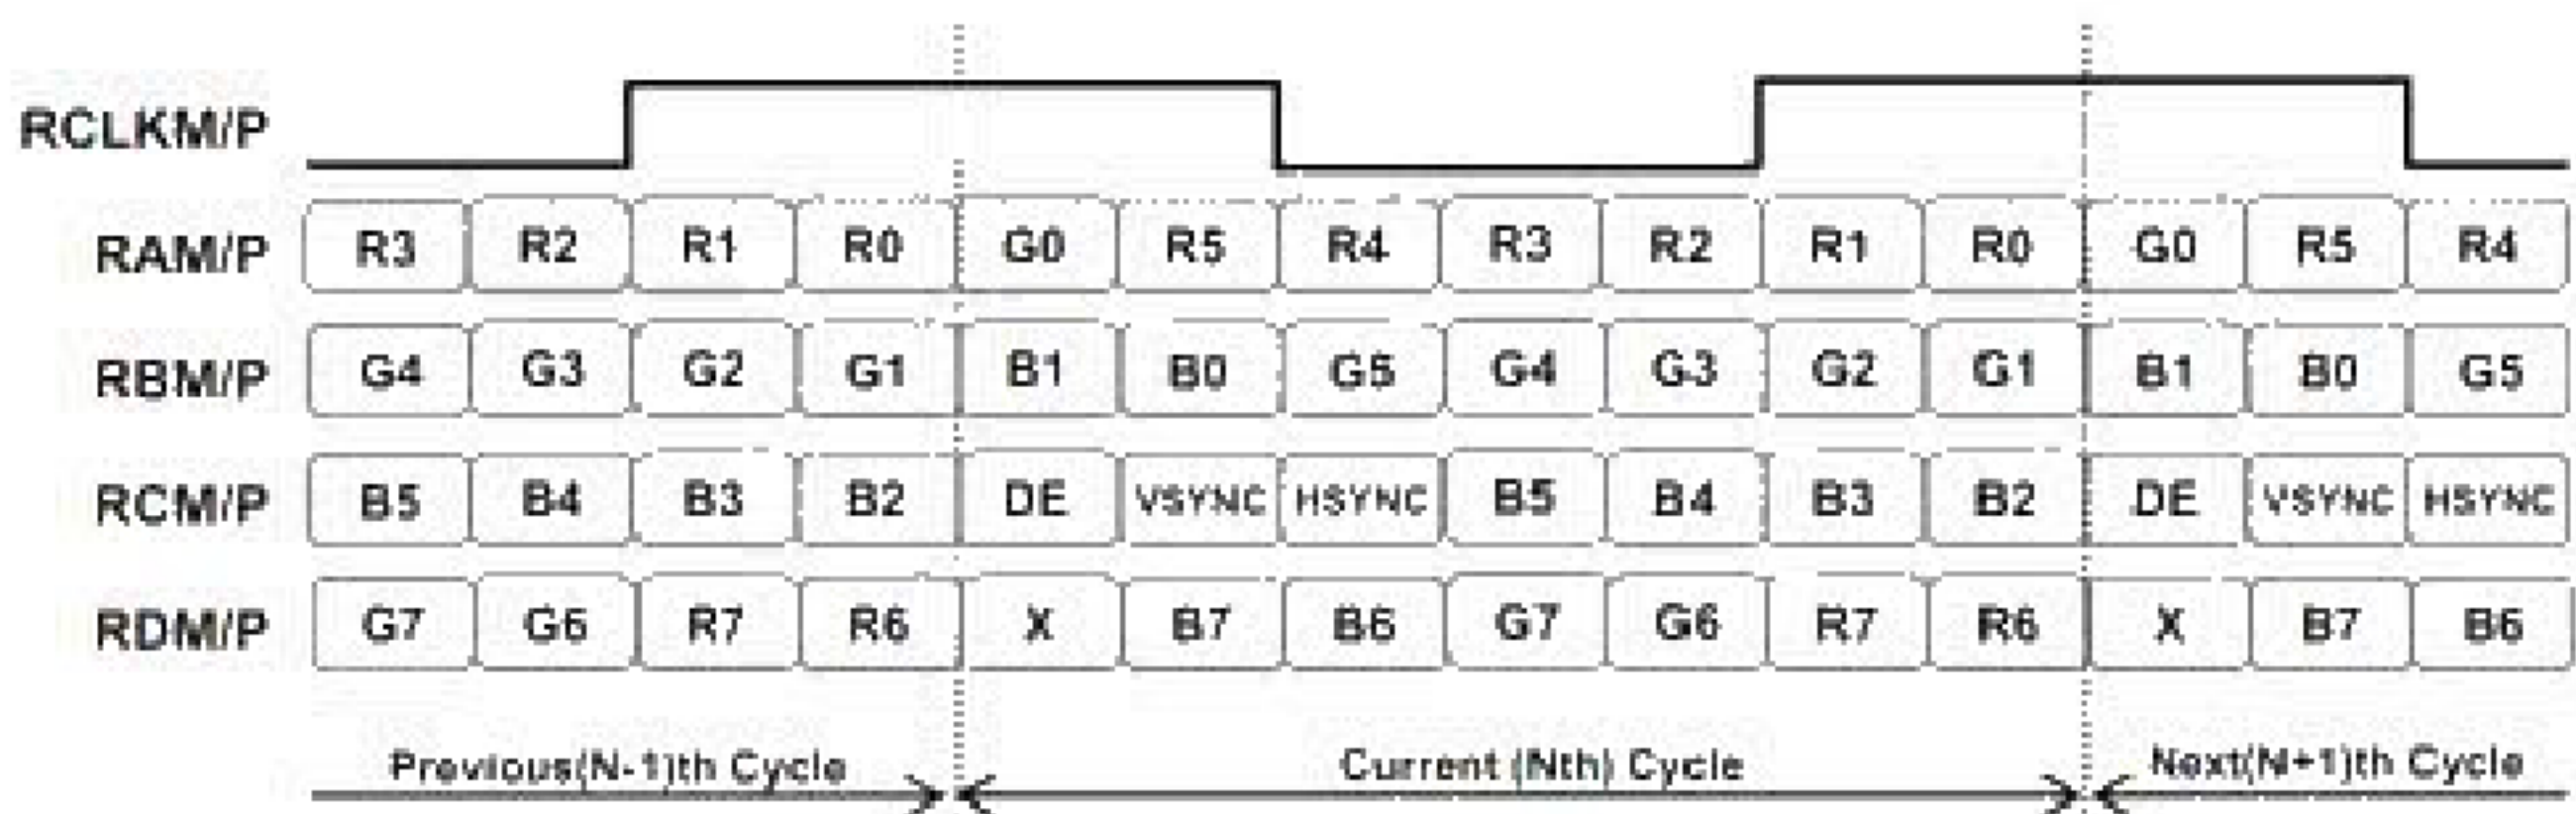 RCLKM/P
RAM/P R3 R2 R1 R0 G0 R5 R4 R3 R2 R1 R0 G0 R5 R4
RBM/P G4 G3 G2 G1 B1 B0 G5 G4 G3 G2 G1 B1 B0 G5
RCM/P B5 B4 B3 B2 DE VSYNC HSYNC B5 B4 B3 B2 DE VSYNC HSYNC
RDM/P G7 G6 R7 R6 X B7 B6 G7 G6 R7 R6 X B7 B6
Previous(N-1)th Cycle Current (Nth) Cycle Next(N+1)th Cycle